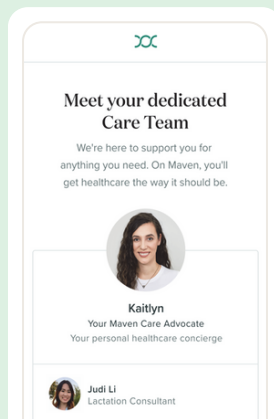 Meet your dedicated
Care Team
We're here to support you for
anything you need. On Maven, you'll
get healthcare the way it should be.
Kaitlyn
Your Maven Care Advocate
Your personal healthcare concierge
Judi Li
Lactation Consultant